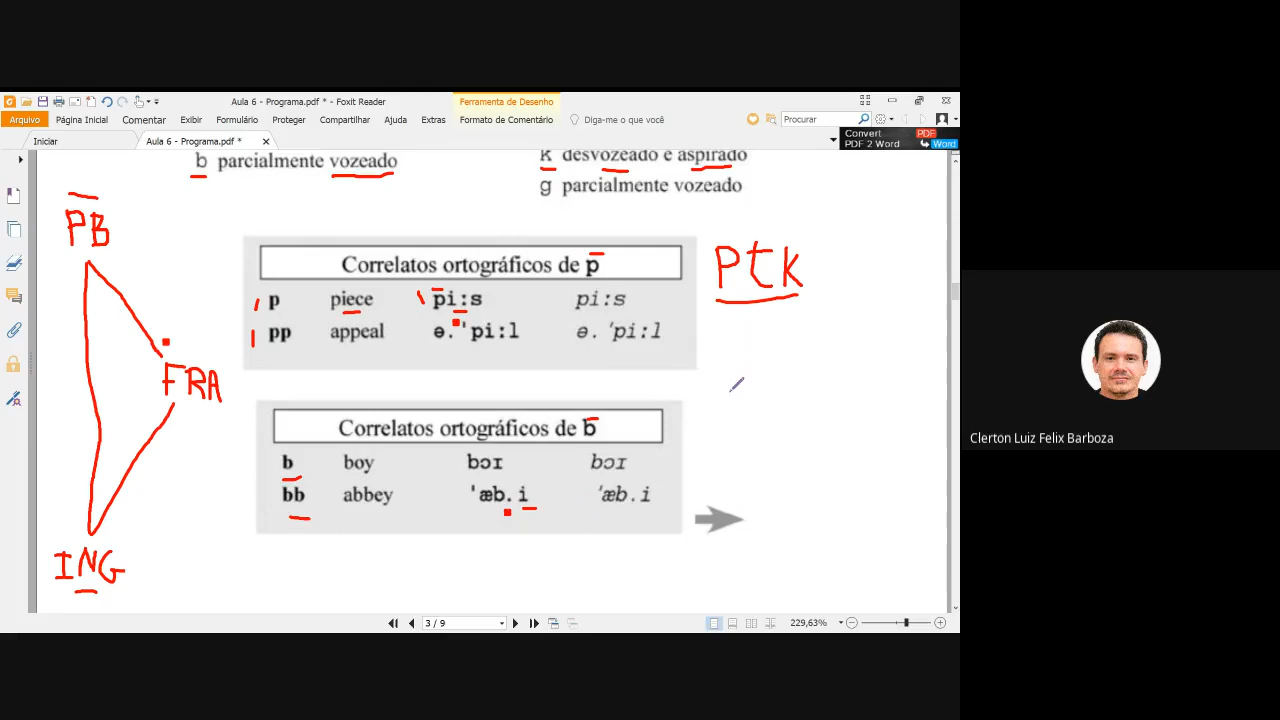 Aula 6 - Programa.pdf * - Foxit Reader
Ferramenta de Desenho
Arquivo Página Inicial Comentar Exibir Formulário Proteger Compartilhar Ajuda Extras Formato de Comentário Diga-me o que você Procurar
Iniciar Aula 6 - Programa.pdf * Convert PDF
PDF 2 Word Word
b parcialmente vozeado
k desvozeado e aspirado
g parcialmente vozeado
PB
Correlatos ortográficos de p
p piece pi:s pi:s
pp appeal ə.ˈpi:l ə.ˈpi:l
PtK
FRA
Correlatos ortográficos de b
b boy bɔɪ bɔɪ
bb abbey ˈæb.i ˈæb.i
ING
Clerton Luiz Felix Barboza
3 / 9
229,63%